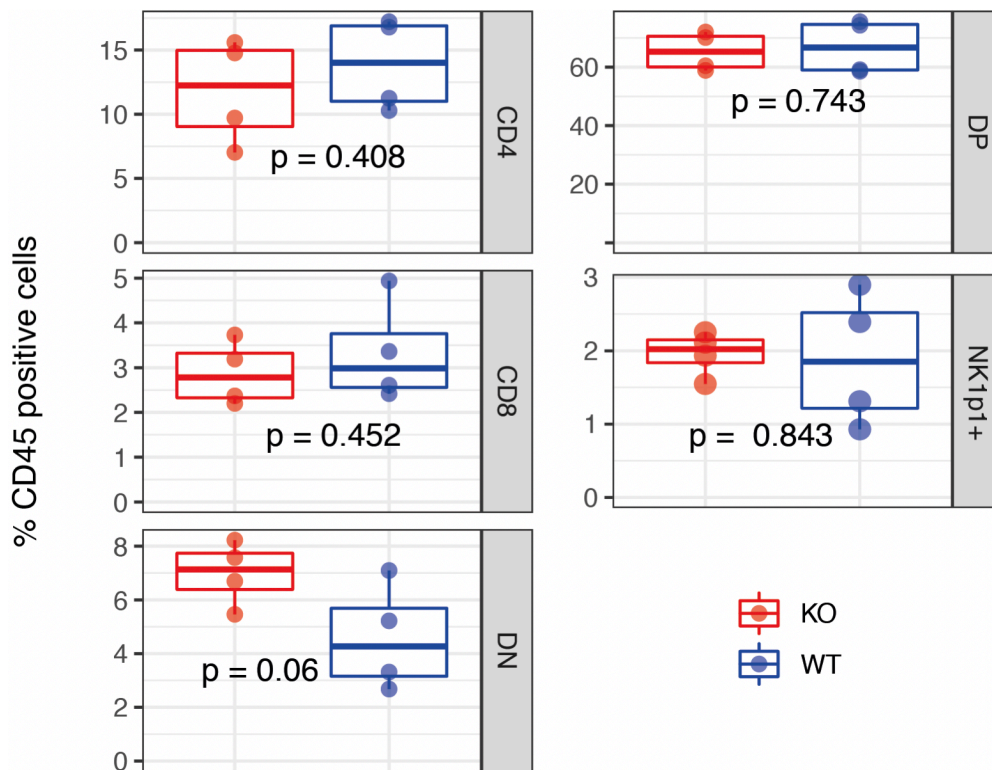 % CD45 positive cells
15
10
5
0
p = 0.408
CD4
60
40
20
p = 0.743
DP
5
4
3
2
1
0
p = 0.452
CD8
3
2
1
0
p = 0.843
NK1p1+
8
6
4
2
0
p = 0.06
DN
KO
WT